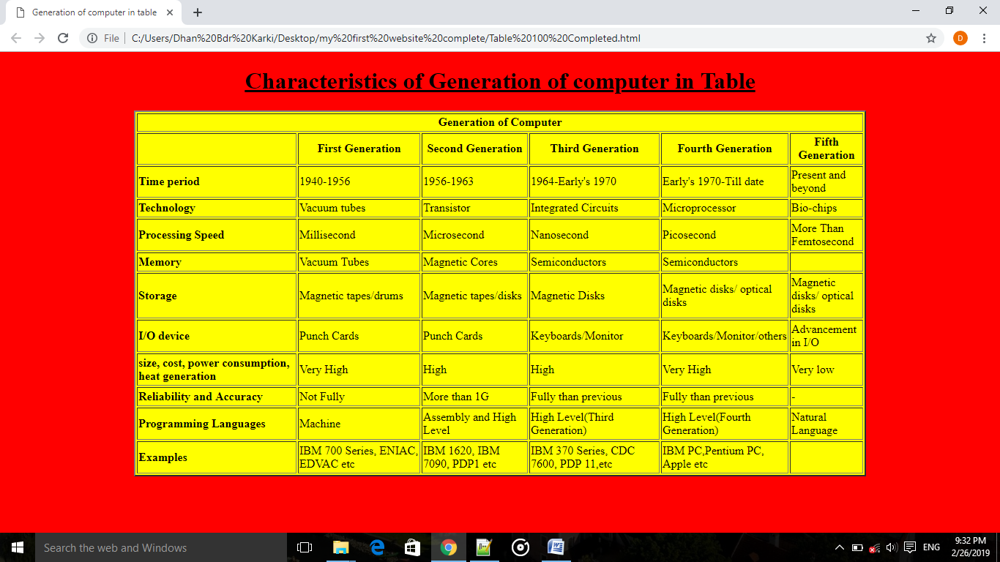 Generation of computer in table
File
C:/Users/Dhan%20Bdr%20Karki/Desktop/my%20first%20website%20complete/Table%20100%20Completed.html
D
Characteristics of Generation of computer in Table
Generation of Computer
First Generation Second Generation Third Generation Fourth Generation Fifth Generation
Time period 1940-1956 1956-1963 1964-Early's 1970 Early's 1970-Till date Present and beyond
Technology Vacuum tubes Transistor Integrated Circuits Microprocessor Bio-chips
Processing Speed Millisecond Microsecond Nanosecond Picosecond More Than Femtosecond
Memory Vacuum Tubes Magnetic Cores Semiconductors Semiconductors
Storage Magnetic tapes/drums Magnetic tapes/disks Magnetic Disks Magnetic disks/ optical disks Magnetic disks/ optical disks
I/O device Punch Cards Punch Cards Keyboards/Monitor Keyboards/Monitor/others Advancement in I/O
size, cost, power consumption, heat generation Very High High High Very High Very low
Reliability and Accuracy Not Fully More than 1G Fully than previous Fully than previous -
Programming Languages Machine Assembly and High Level High Level(Third Generation) High Level(Fourth Generation) Natural Language
Examples IBM 700 Series, ENIAC, EDVAC etc IBM 1620, IBM 7090, PDP1 etc IBM 370 Series, CDC 7600, PDP 11,etc IBM PC,Pentium PC, Apple etc
Search the web and Windows
ENG
9:32 PM
2/26/2019